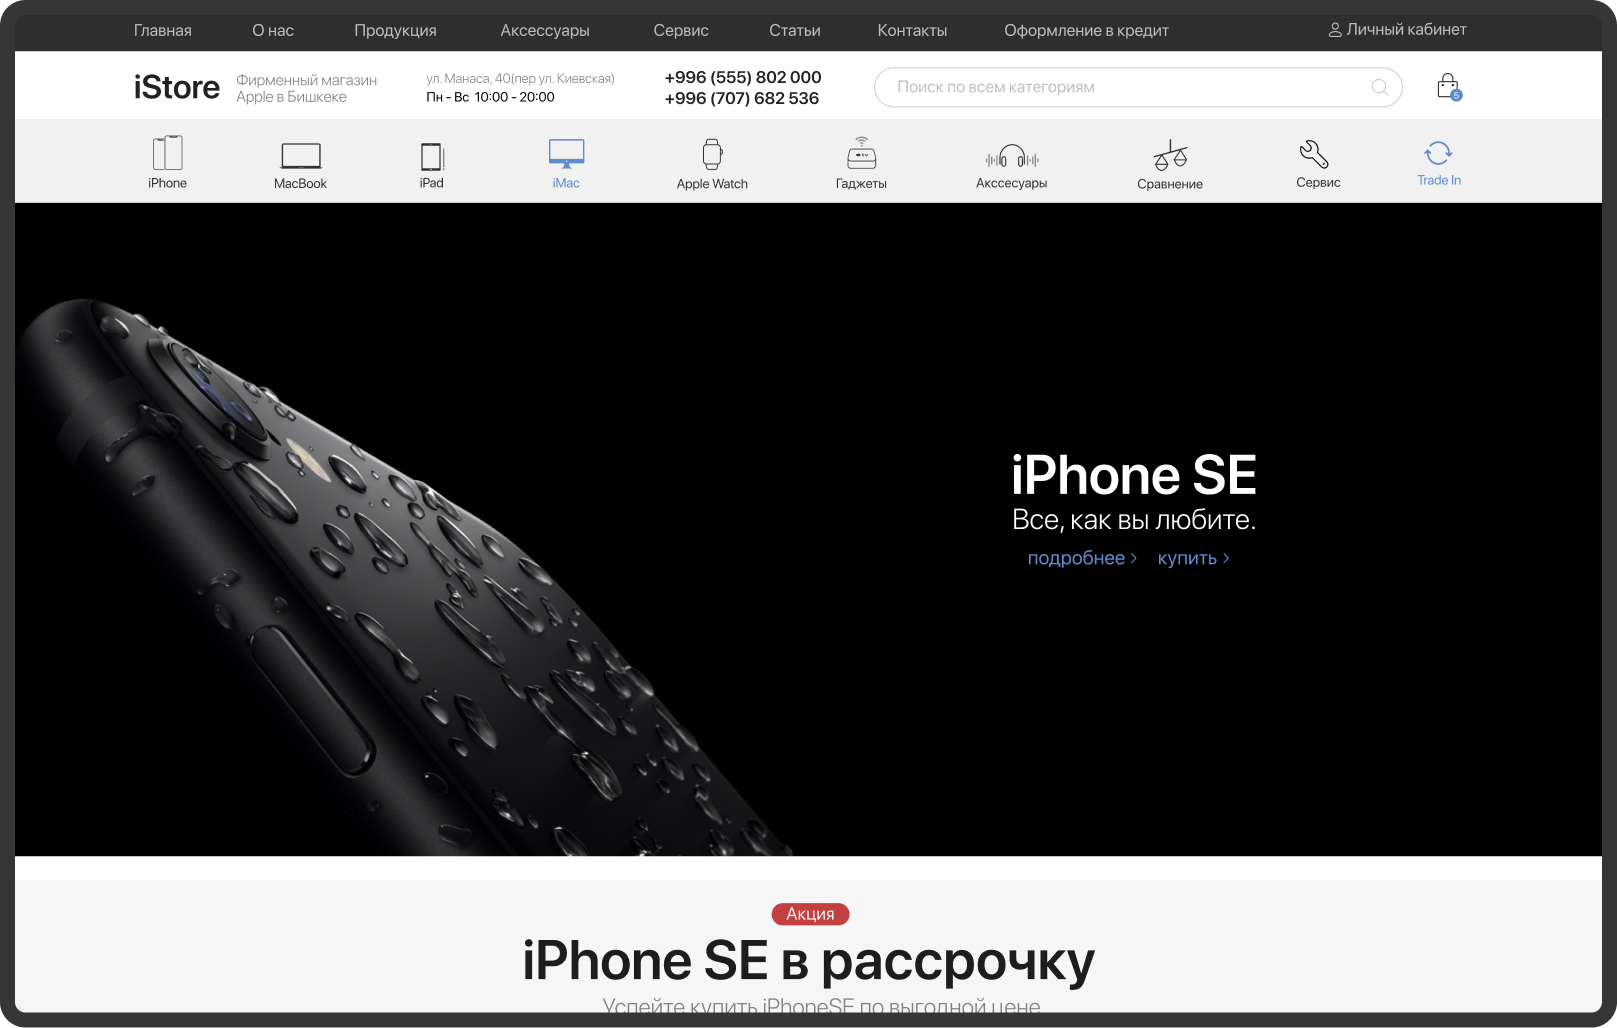 Главная О нас Продукция Аксессуары Сервис Статьи Контакты Оформление в кредит Личный кабинет
iStore
Фирменный магазин
Apple в Бишкеке
ул. Манаса, 40(пер ул. Киевская)
Пн - Вс 10:00 - 20:00
+996 (555) 802 000
+996 (707) 682 536
Поиск по всем категориям
5
iPhone MacBook iPad iMac Apple Watch Гаджеты Акссесуары Сравнение Сервис Trade In
tv
iPhone SE
Все, как вы любите.
подробнее > купить >
Акция
iPhone SE в рассрочку
Успейте купить iPhoneSE по выгодной цене